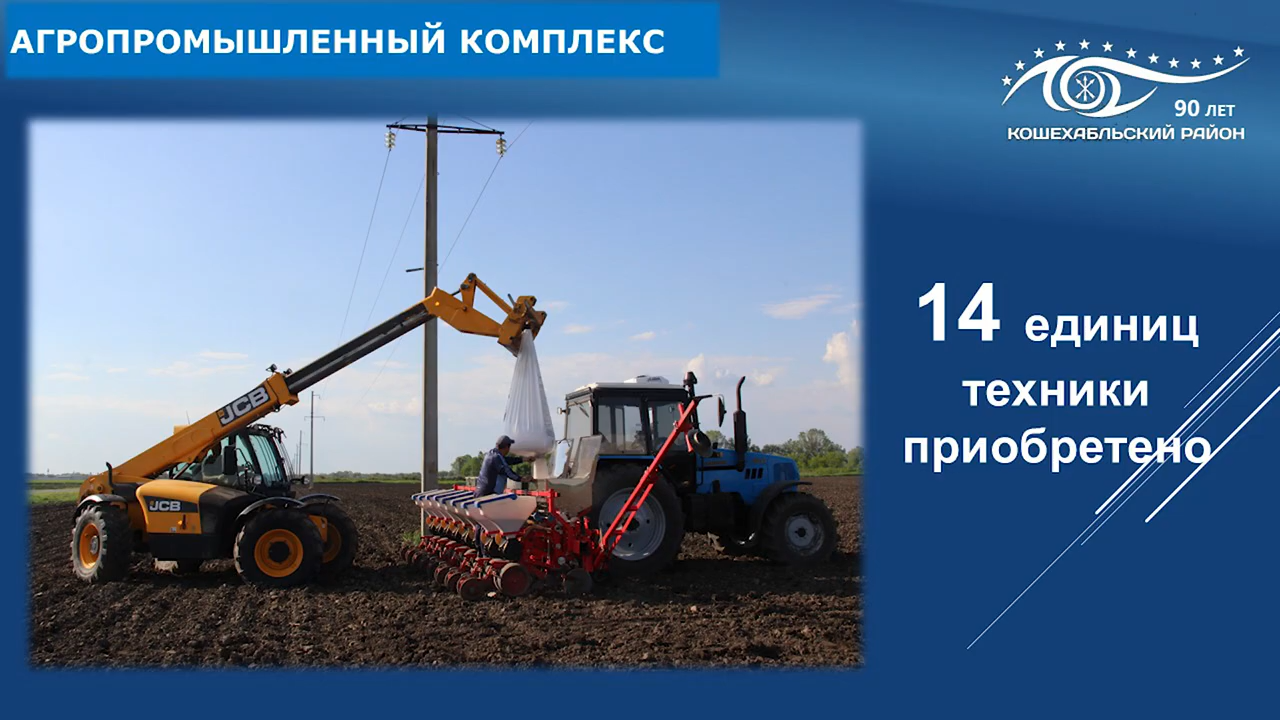 АГРОПРОМЫШЛЕННЫЙ КОМПЛЕКС
90 ЛЕТ
КОШЕХАБЛЬСКИЙ РАЙОН
14 единиц
техники
приобретено
JCB
JCB